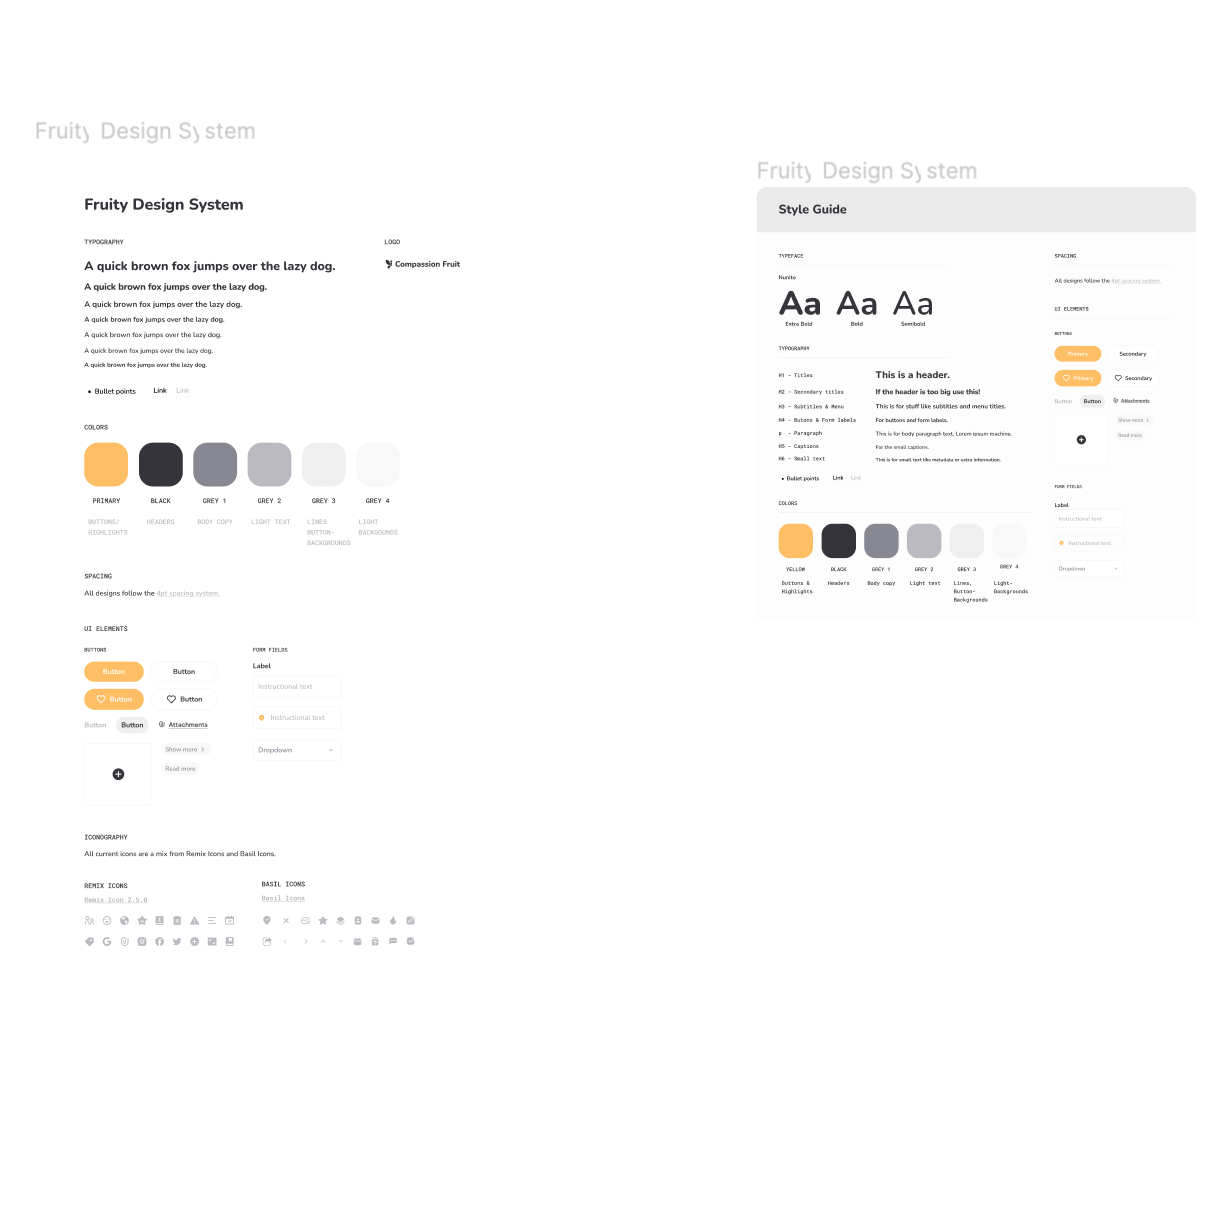 Fruity Design System
Fruity Design System
TYPOGRAPHY
LOGO
A quick brown fox jumps over the lazy dog.
Compassion Fruit
A quick brown fox jumps over the lazy dog.
A quick brown fox jumps over the lazy dog.
A quick brown fox jumps over the lazy dog.
A quick brown fox jumps over the lazy dog.
A quick brown fox jumps over the lazy dog.
A quick brown fox jumps over the lazy dog.
• Bullet points Link Link
COLORS
PRIMARY BLACK GREY 1 GREY 2 GREY 3 GREY 4
BUTTONS/ HEADERS BODY COPY LIGHT TEXT LINES LIGHT
HIGHLIGHTS BUTTON- BACKGOUNDS
BACKGROUNDS
SPACING
All designs follow the 4pt spacing system.
UI ELEMENTS
BUTTONS
FORM FIELDS
Button Button
Label
Instructional text
Button Button
Instructional text
Button Button Attachments
Show more
Dropdown
Read more
ICONOGRAPHY
All current icons are a mix from Remix Icons and Basil Icons.
REMIX ICONS
BASIL ICONS
Remix Icon 2.5.0
Basil Icons
Fruity Design System
Style Guide
TYPEFACE
Nunito
Aa Aa Aa
Extra Bold Bold Semibold
TYPOGRAPHY
H1 - Titles This is a header.
H2 - Secondary titles If the header is too big use this!
H3 - Subtitles & Menu This is for stuff like subtitles and menu titles.
H4 - Butons & Form labels For buttons and form labels.
p - Paragraph This is for body paragraph text. Lorem ipsum machine.
H5 - Captions For the small captions.
H6 - Small text This is for small text like metadata or extra information.
• Bullet points Link Link
COLORS
YELLOW BLACK GREY 1 GREY 2 GREY 3 GREY 4
Buttons & Headers Body copy Light text Lines, Light-
Highlights Button- Backgrounds
Backgrounds
SPACING
All designs follow the 4pt spacing system.
UI ELEMENTS
BUTTONS
Primary Secondary
Primary Secondary
Button Button Attachments
Show more
Read more
FORM FIELDS
Label
Instructional text
Instructional text
Dropdown